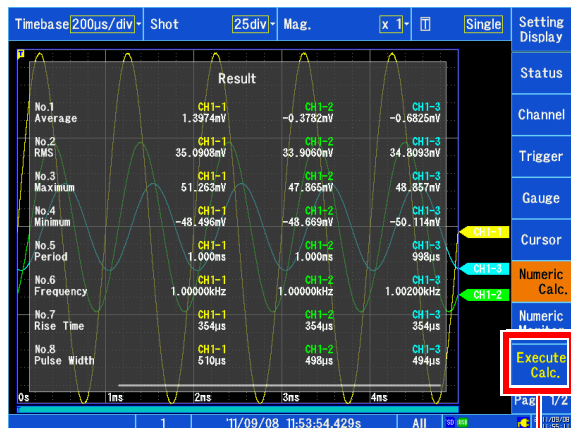 Timebase 200µs/div Shot 25div Mag. x 1 T Single Setting Display
T
Result
Status
No.1 CH1-1 CH1-2 CH1-3
Average 1.3974mV -0.3782mV -0.6825mV
Channel
No.2 CH1-1 CH1-2 CH1-3
RMS 35.0908mV 33.9060mV 34.8093mV
Trigger
No.3 CH1-1 CH1-2 CH1-3
Maximum 51.263mV 47.865mV 48.857mV
Gauge
No.4 CH1-1 CH1-2 CH1-3
Minimum -48.496mV -48.669mV -50.114mV
CH1-1
Cursor
No.5 CH1-1 CH1-2 CH1-3
Period 1.000ms 1.000ms 998µs
CH1-3
Numeric Calc.
No.6 CH1-1 CH1-2 CH1-3
Frequency 1.00000kHz 1.00000kHz 1.00200kHz
CH1-2
No.7 CH1-1 CH1-2 CH1-3
Rise Time 354µs 354µs 354µs
Numeric Monitor
No.8 CH1-1 CH1-2 CH1-3
Pulse Width 510µs 498µs 494µs
Execute Calc.
0s 1ms 2ms 3ms 4ms
Page 1/2
1 '11/09/08 11:53:54.429s All SD